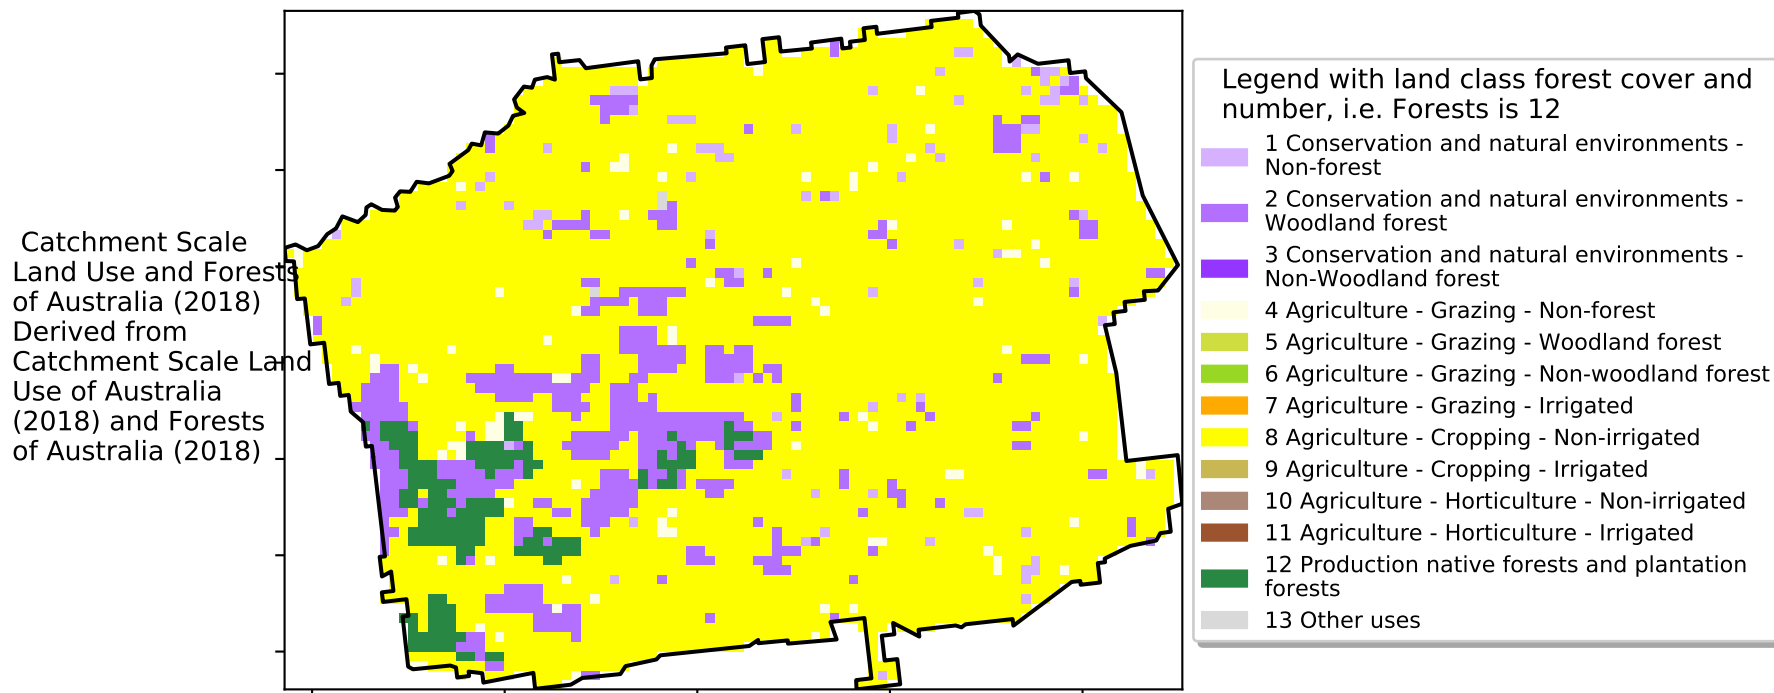 Catchment Scale
Land Use and Forests
of Australia (2018)
Derived from
Catchment Scale Land
Use of Australia
(2018) and Forests
of Australia (2018)
Legend with land class forest cover and
number, i.e. Forests is 12
1 Conservation and natural environments -
Non-forest
2 Conservation and natural environments -
Woodland forest
3 Conservation and natural environments -
Non-Woodland forest
4 Agriculture - Grazing - Non-forest
5 Agriculture - Grazing - Woodland forest
6 Agriculture - Grazing - Non-woodland forest
7 Agriculture - Grazing - Irrigated
8 Agriculture - Cropping - Non-irrigated
9 Agriculture - Cropping - Irrigated
10 Agriculture - Horticulture - Non-irrigated
11 Agriculture - Horticulture - Irrigated
12 Production native forests and plantation
forests
13 Other uses